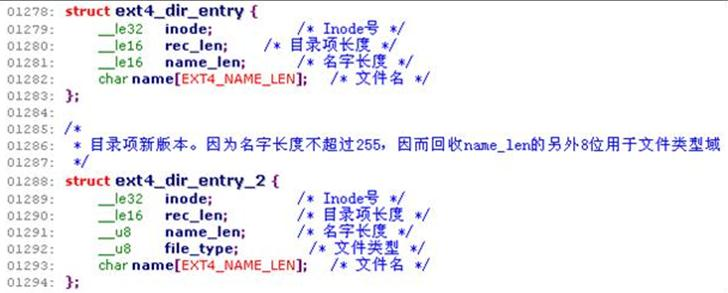 01278: struct ext4_dir_entry {
01279: __le32 inode; /* Inode号 */
01280: __le16 rec_len; /* 目录项长度 */
01281: __le16 name_len; /* 名字长度 */
01282: char name[EXT4_NAME_LEN]; /* 文件名 */
01283: };
01284:
01285: /*
01286: * 目录项新版本。因为名字长度不超过255，因而回收name_len的另外8位用于文件类型域
01287: */
01288: struct ext4_dir_entry_2 {
01289: __le32 inode; /* Inode号 */
01290: __le16 rec_len; /* 目录项长度 */
01291: __u8 name_len; /* 名字长度 */
01292: __u8 file_type; /* 文件类型 */
01293: char name[EXT4_NAME_LEN]; /* 文件名 */
01294: };